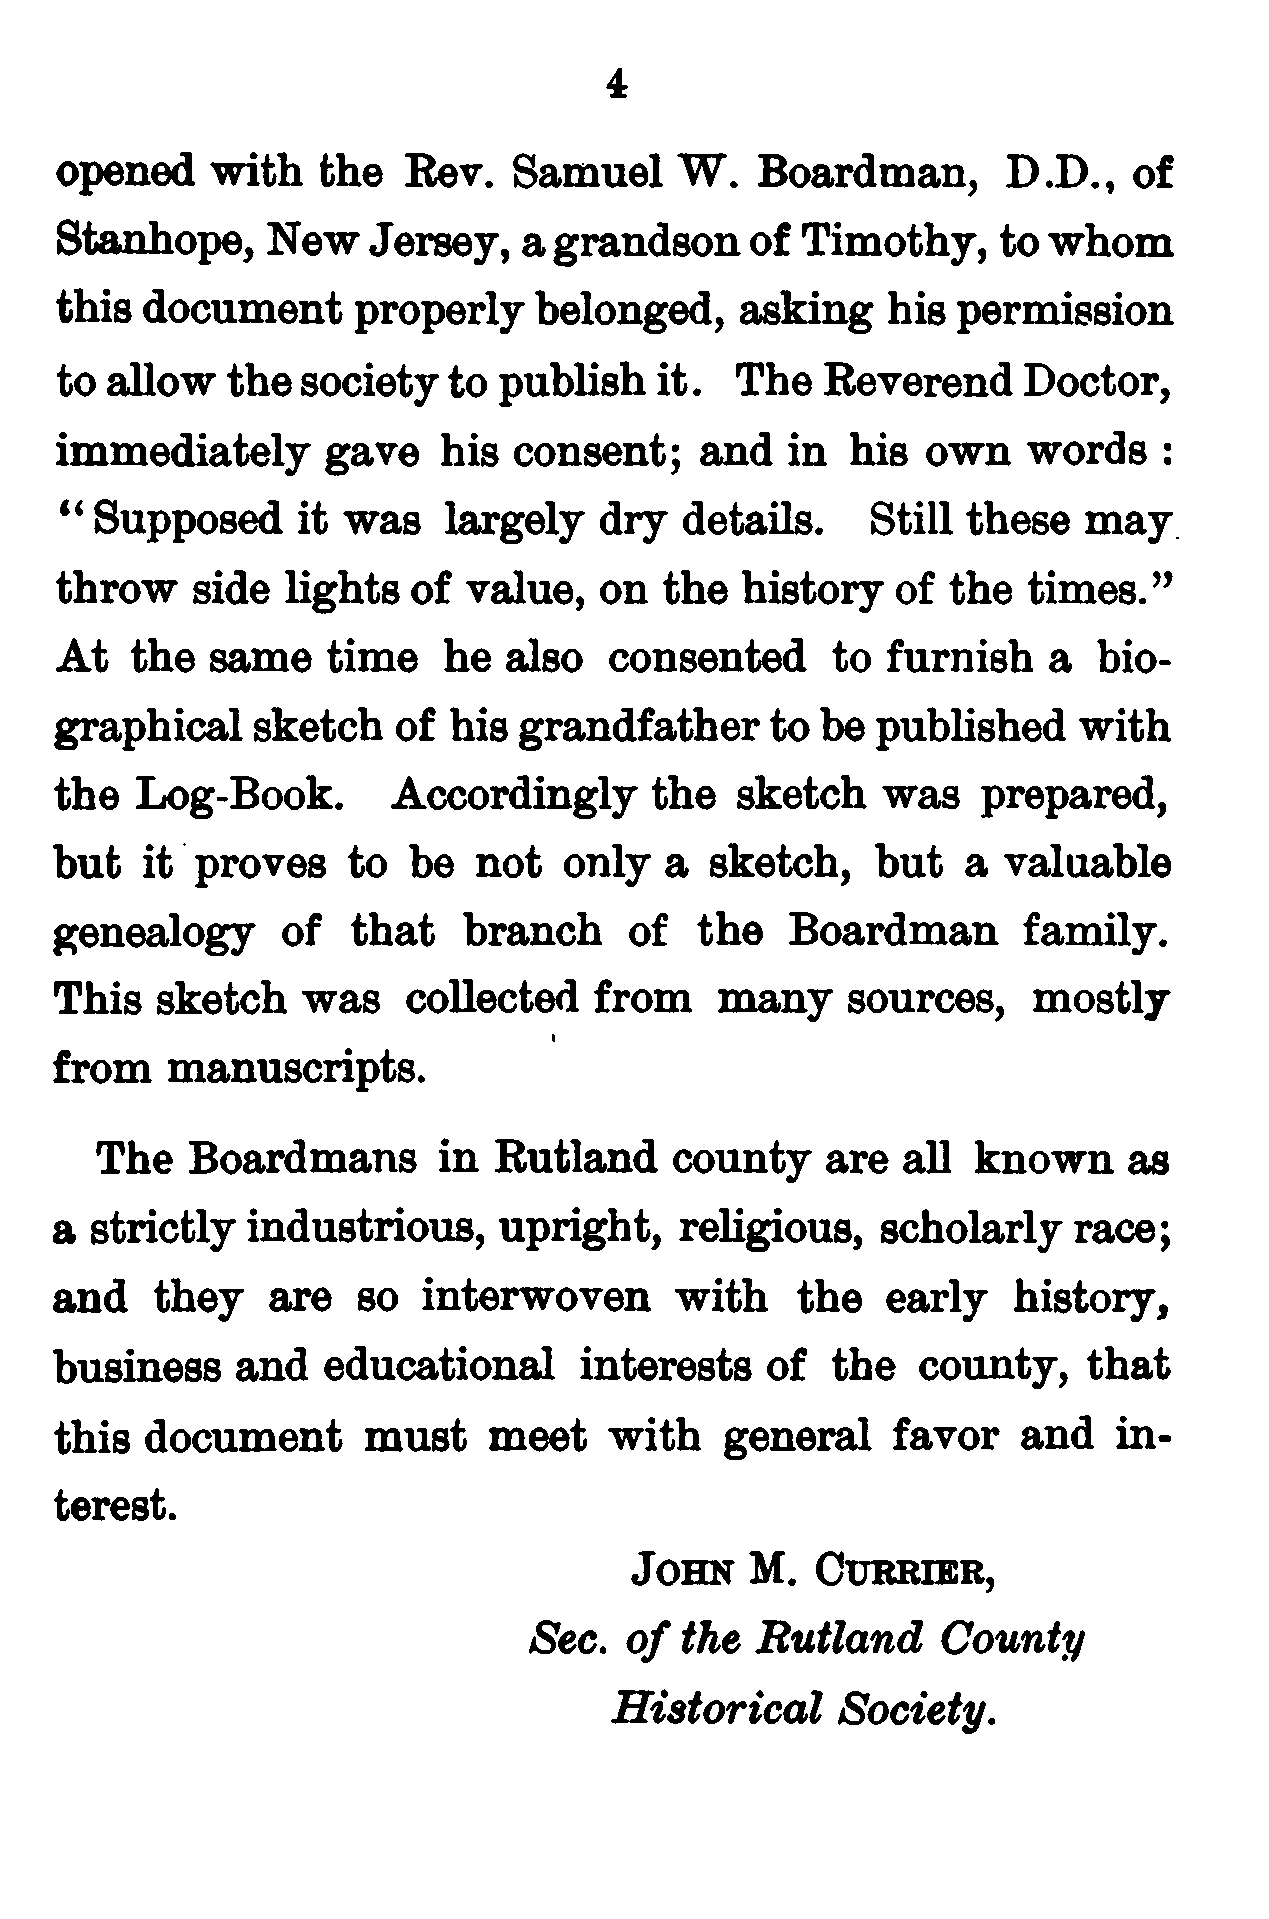 4
opened with the Rev. Samuel W. Boardman, D.D., of
Stanhope, New Jersey, a grandson of Timothy, to whom
this document properly belonged, asking his permission
to allow the society to publish it. The Reverend Doctor,
immediately gave his consent; and in his own words :
“Supposed it was largely dry details. Still these may
throw side lights of value, on the history of the times.”
At the same time he also consented to furnish a bio-
graphical sketch of his grandfather to be published with
the Log-Book. Accordingly the sketch was prepared,
but it proves to be not only a sketch, but a valuable
genealogy of that branch of the Boardman family.
This sketch was collected from many sources, mostly
from manuscripts.
The Boardmans in Rutland county are all known as
a strictly industrious, upright, religious, scholarly race;
and they are so interwoven with the early history,
business and educational interests of the county, that
this document must meet with general favor and in-
terest.
John M. Currier,
Sec. of the Rutland County
Historical Society.